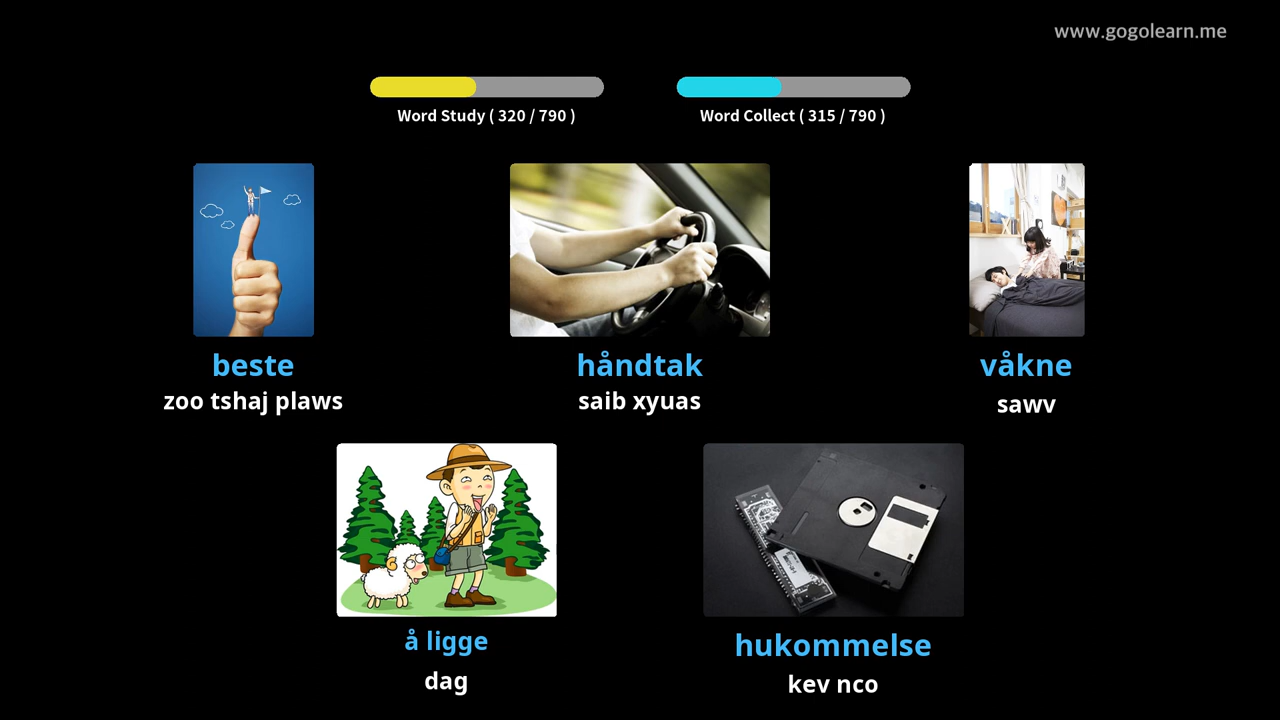 www.gogolearn.me
Word Study ( 320 / 790 )
Word Collect ( 315 / 790 )
beste
zoo tshaj plaws
håndtak
saib xyuas
våkne
sawv
å ligge
dag
hukommelse
kev nco